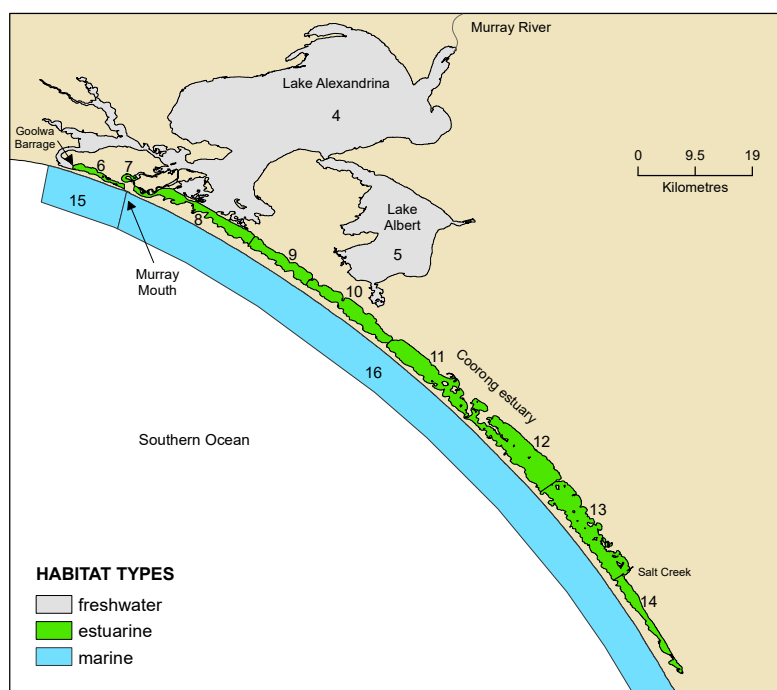 Murray River
Lake Alexandrina
4
Goolwa
Barrage
6
7
0
9.5
19
Kilometres
15
8
Lake
Albert
5
9
Murray
Mouth
10
11
16
Coorong estuary
Southern Ocean
12
13
HABITAT TYPES
Salt Creek
freshwater
14
estuarine
marine